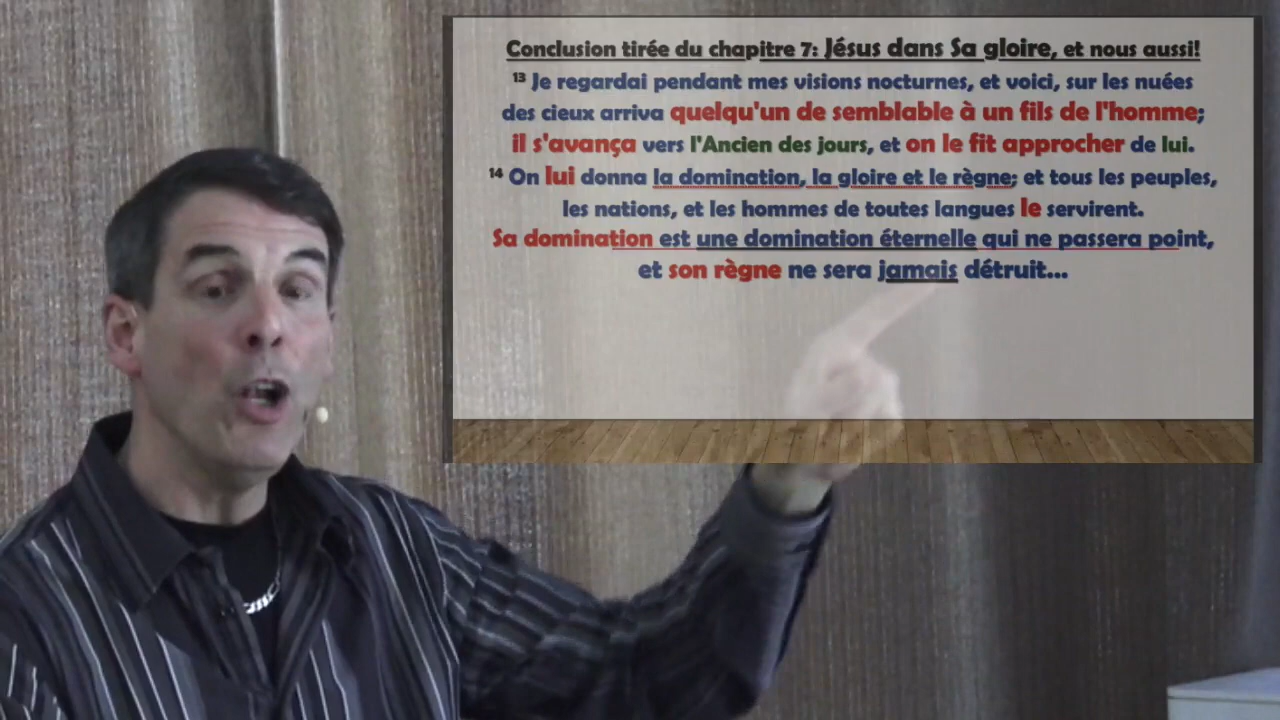 Conclusion tirée du chapitre 7: Jésus dans Sa gloire, et nous aussi!
13 Je regardai pendant mes visions nocturnes, et voici, sur les nuées
des cieux arriva quelqu'un de semblable à un fils de l'homme;
il s'avança vers l'Ancien des jours, et on le fit approcher de lui.
14 On lui donna la domination, la gloire et le règne; et tous les peuples,
les nations, et les hommes de toutes langues le servirent.
Sa domination est une domination éternelle qui ne passera point,
et son règne ne sera jamais détruit...